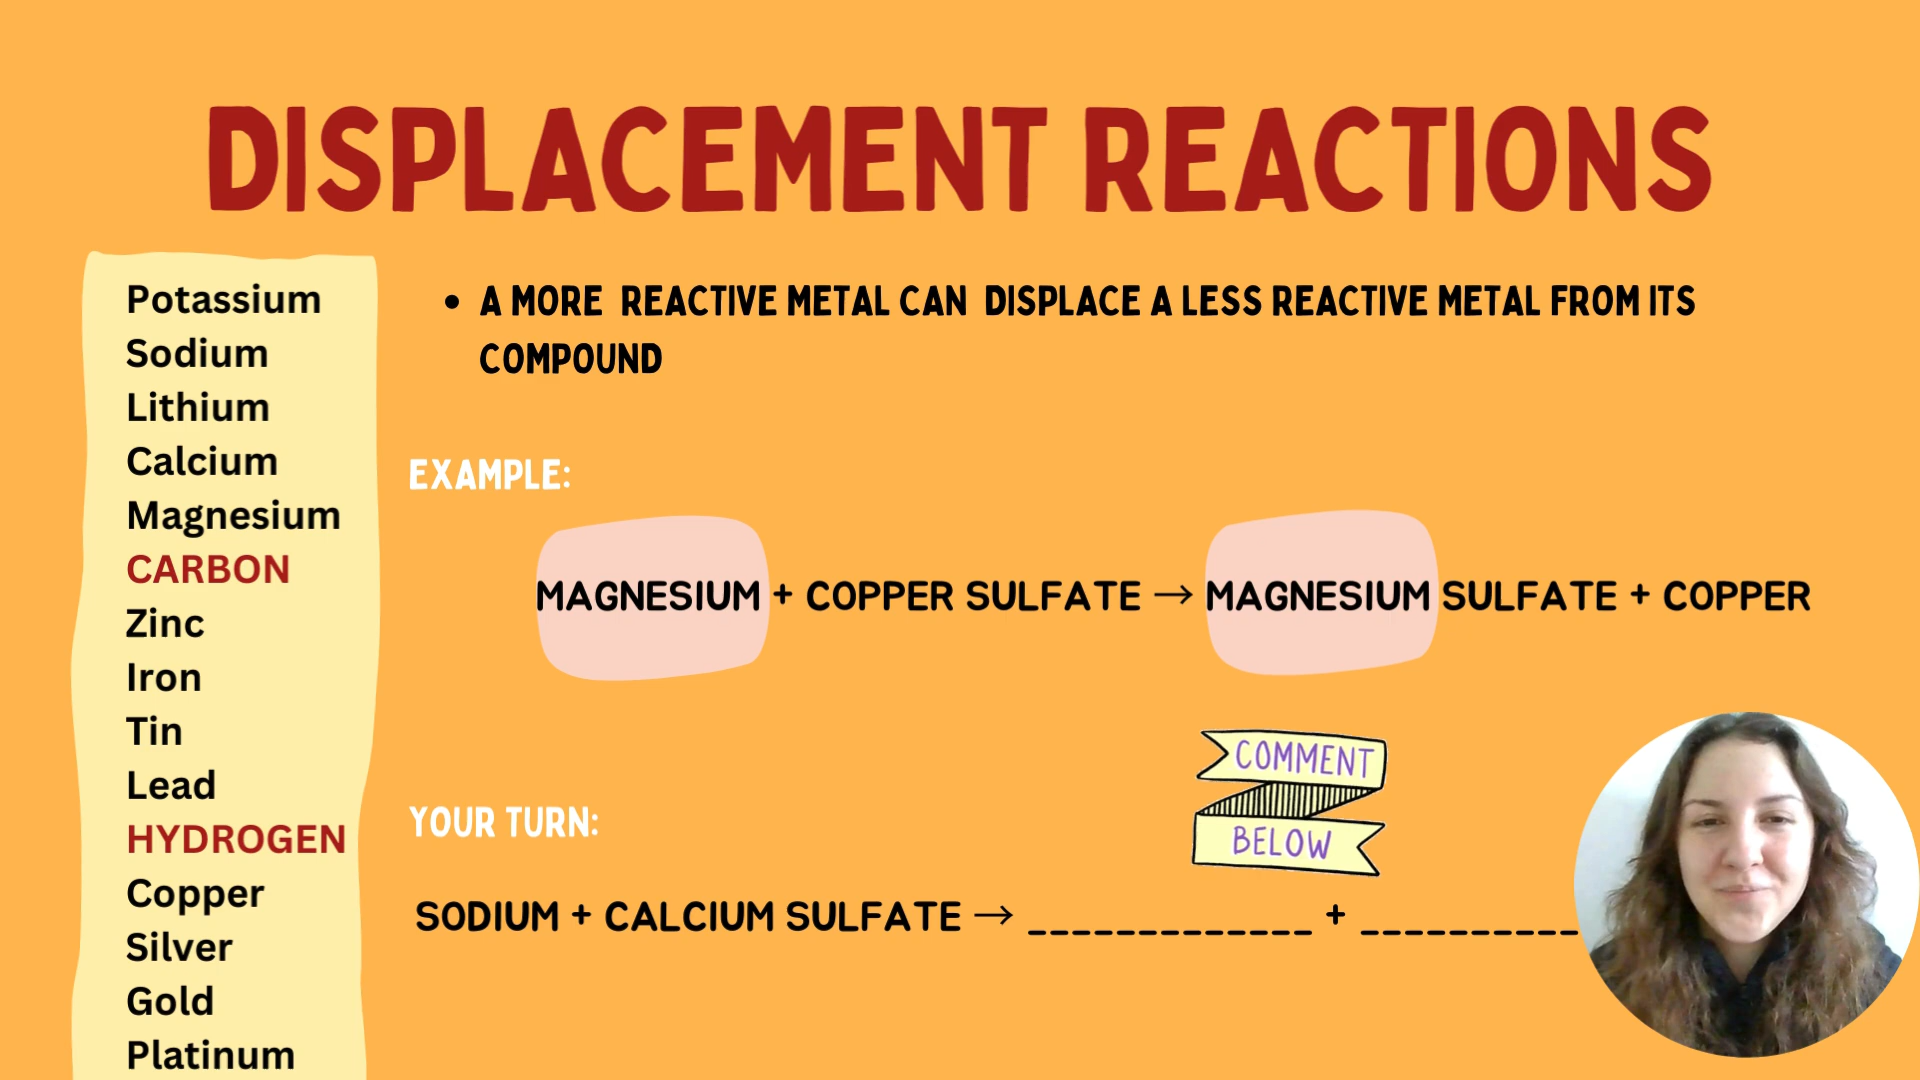 DISPLACEMENT REACTIONS
Potassium
Sodium
Lithium
Calcium
Magnesium
CARBON
Zinc
Iron
Tin
Lead
HYDROGEN
Copper
Silver
Gold
Platinum
• A MORE REACTIVE METAL CAN DISPLACE A LESS REACTIVE METAL FROM ITS
COMPOUND
EXAMPLE:
MAGNESIUM + COPPER SULFATE → MAGNESIUM SULFATE + COPPER
COMMENT
BELOW
YOUR TURN:
SODIUM + CALCIUM SULFATE → _____________ + __________